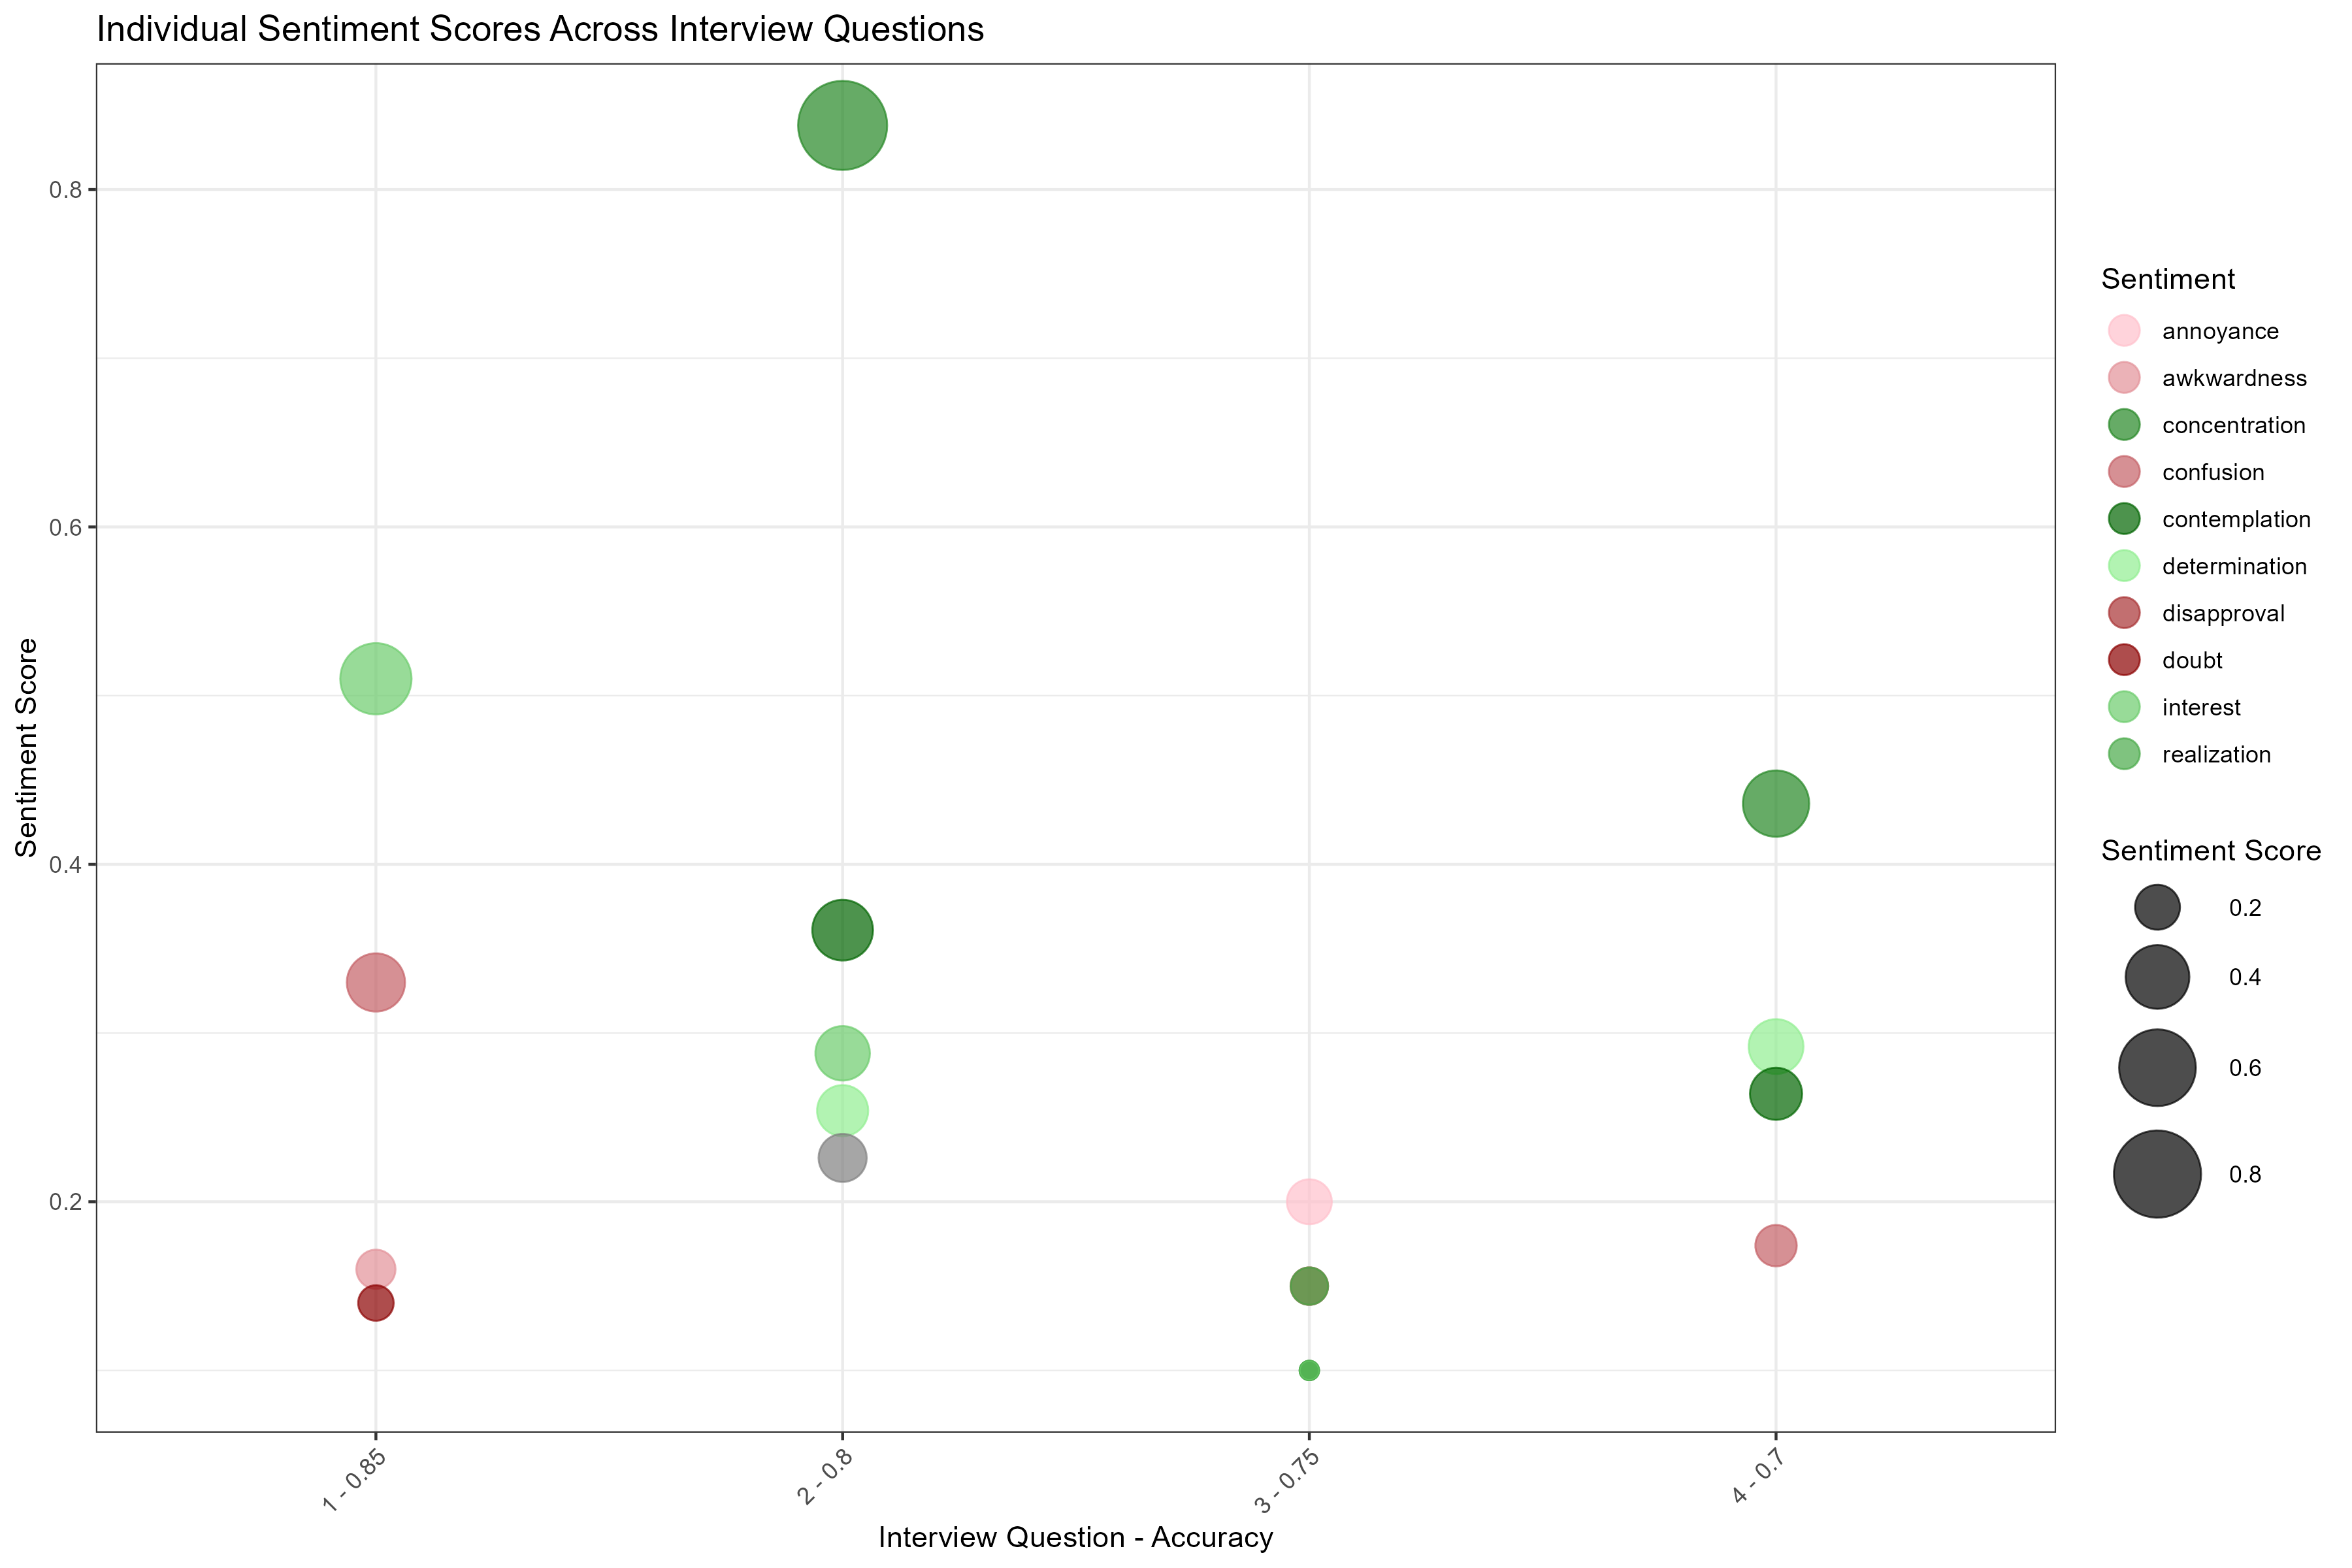 Individual Sentiment Scores Across Interview Questions
Sentiment Score
0.8
0.6
0.4
0.2
1 - 0.85
2 - 0.8
3 - 0.75
4 - 0.7
Interview Question - Accuracy
Sentiment
annoyance
awkwardness
concentration
confusion
contemplation
determination
disapproval
doubt
interest
realization
Sentiment Score
0.2
0.4
0.6
0.8